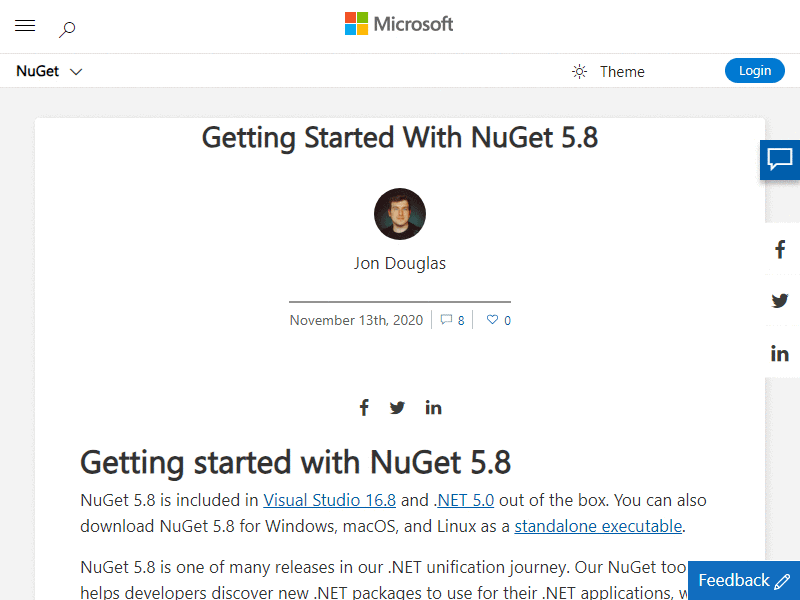 Microsoft
NuGet
Theme
Login
Getting Started With NuGet 5.8
Jon Douglas
November 13th, 2020
8
0
Getting started with NuGet 5.8
NuGet 5.8 is included in Visual Studio 16.8 and .NET 5.0 out of the box. You can also
download NuGet 5.8 for Windows, macOS, and Linux as a standalone executable.
NuGet 5.8 is one of many releases in our .NET unification journey. Our NuGet
helps developers discover new .NET packages to use for their .NET applications,
Feedback